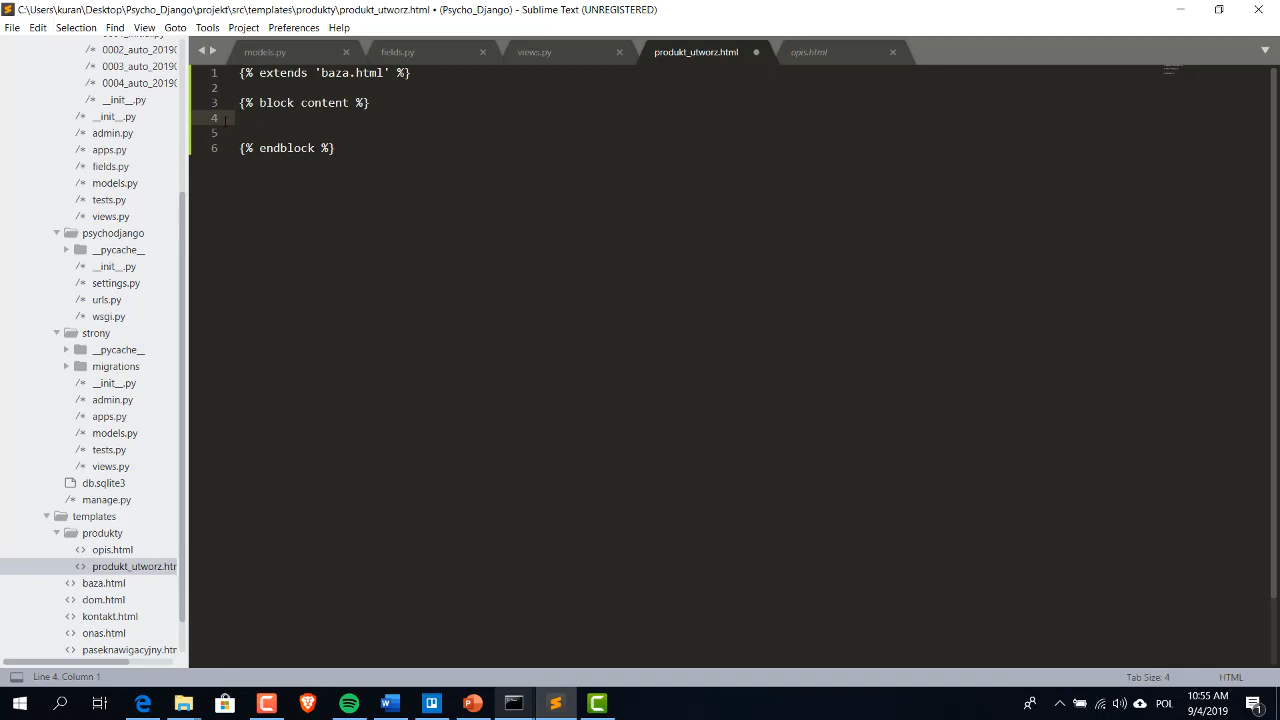 C:\Users\kuran\Desktop\Psycho_Django\projekt\src\templates\produkty\produkt_utworz.html • (Psycho_Django) - Sublime Text (UNREGISTERED)
File Edit Selection Find View Goto Tools Project Preferences Help
models.py fields.py views.py produkt_utworz.html opis.html
/* 0002_auto_20190
/* 0003_auto_20190
/* 0004_auto_20190
/* __init__.py
/* __init__.py
/* admin.py
/* apps.py
/* fields.py
/* models.py
/* tests.py
/* views.py
psychodjango
__pycache__
/* __init__.py
/* settings.py
/* urls.py
/* wsgi.py
strony
__pycache__
migrations
/* __init__.py
/* admin.py
/* apps.py
/* models.py
/* tests.py
/* views.py
db.sqlite3
/* manage.py
templates
produkty
<> opis.html
<> produkt_utworz.htr
<> baza.html
<> dom.html
<> kontakt.html
<> onas.html
<> paseknawigacyjny.htn
1 {% extends 'baza.html' %}
2
3 {% block content %}
4
5
6 {% endblock %}
Line 4, Column 1 Tab Size: 4 HTML
POL 10:55 AM
9/4/2019 1